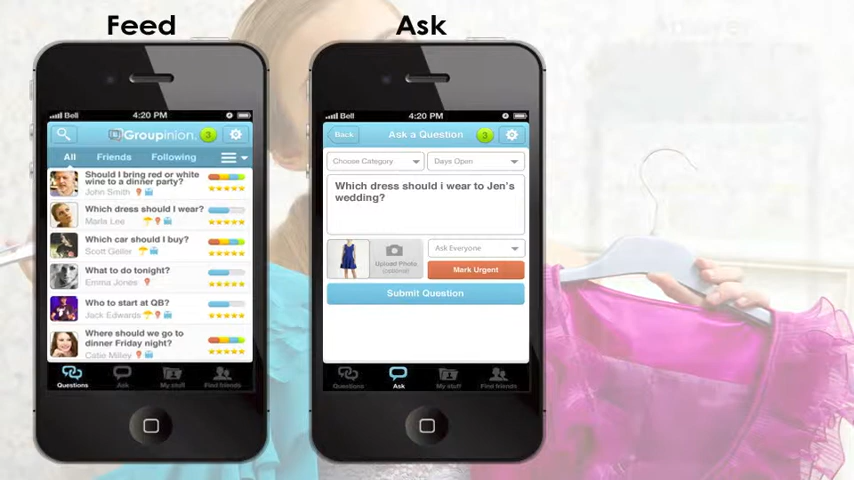 Feed
Ask
Bell
4:20 PM
Groupinion.
3
All
Friends
Following
Should I bring red or white
wine to a dinner party?
John Smith
Which dress should I wear?
Marla Lee
Which car should I buy?
Scott Geller
What to do tonight?
Emma Jones
Who to start at QB?
Jack Edwards
Where should we go to
dinner Friday night?
Catie Milley
Questions
Ask
My stuff
Find friends
Bell
4:20 PM
Back
Ask a Question
3
Choose Category
Days Open
Which dress should i wear to Jen's
wedding?
Upload Photo
(optional)
Ask Everyone
Mark Urgent
Submit Question
Questions
Ask
My stuff
Find friends